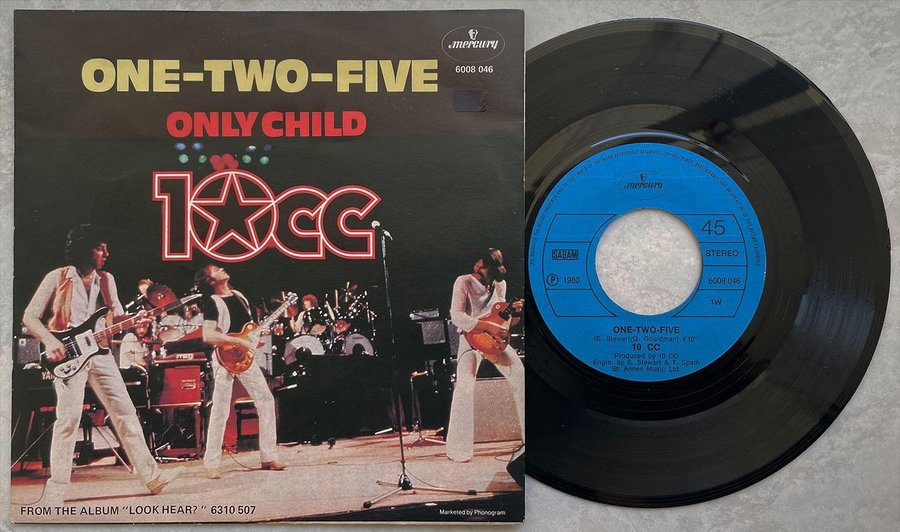 mercury
6008 046
ONE-TWO-FIVE
ONLY CHILD
10cc
FROM THE ALBUM "LOOK HEAR?" 6310 507
Marketed by Phonogram
mercury
45
SABAM
STEREO
P 1980
6008 046
1W
ONE-TWO-FIVE
(E. Stewart/G. Gouldman) 4'10"
10 CC
Produced by 10 CC
Engin. by E. Stewart & T. Spath
St. Annes Music Ltd.